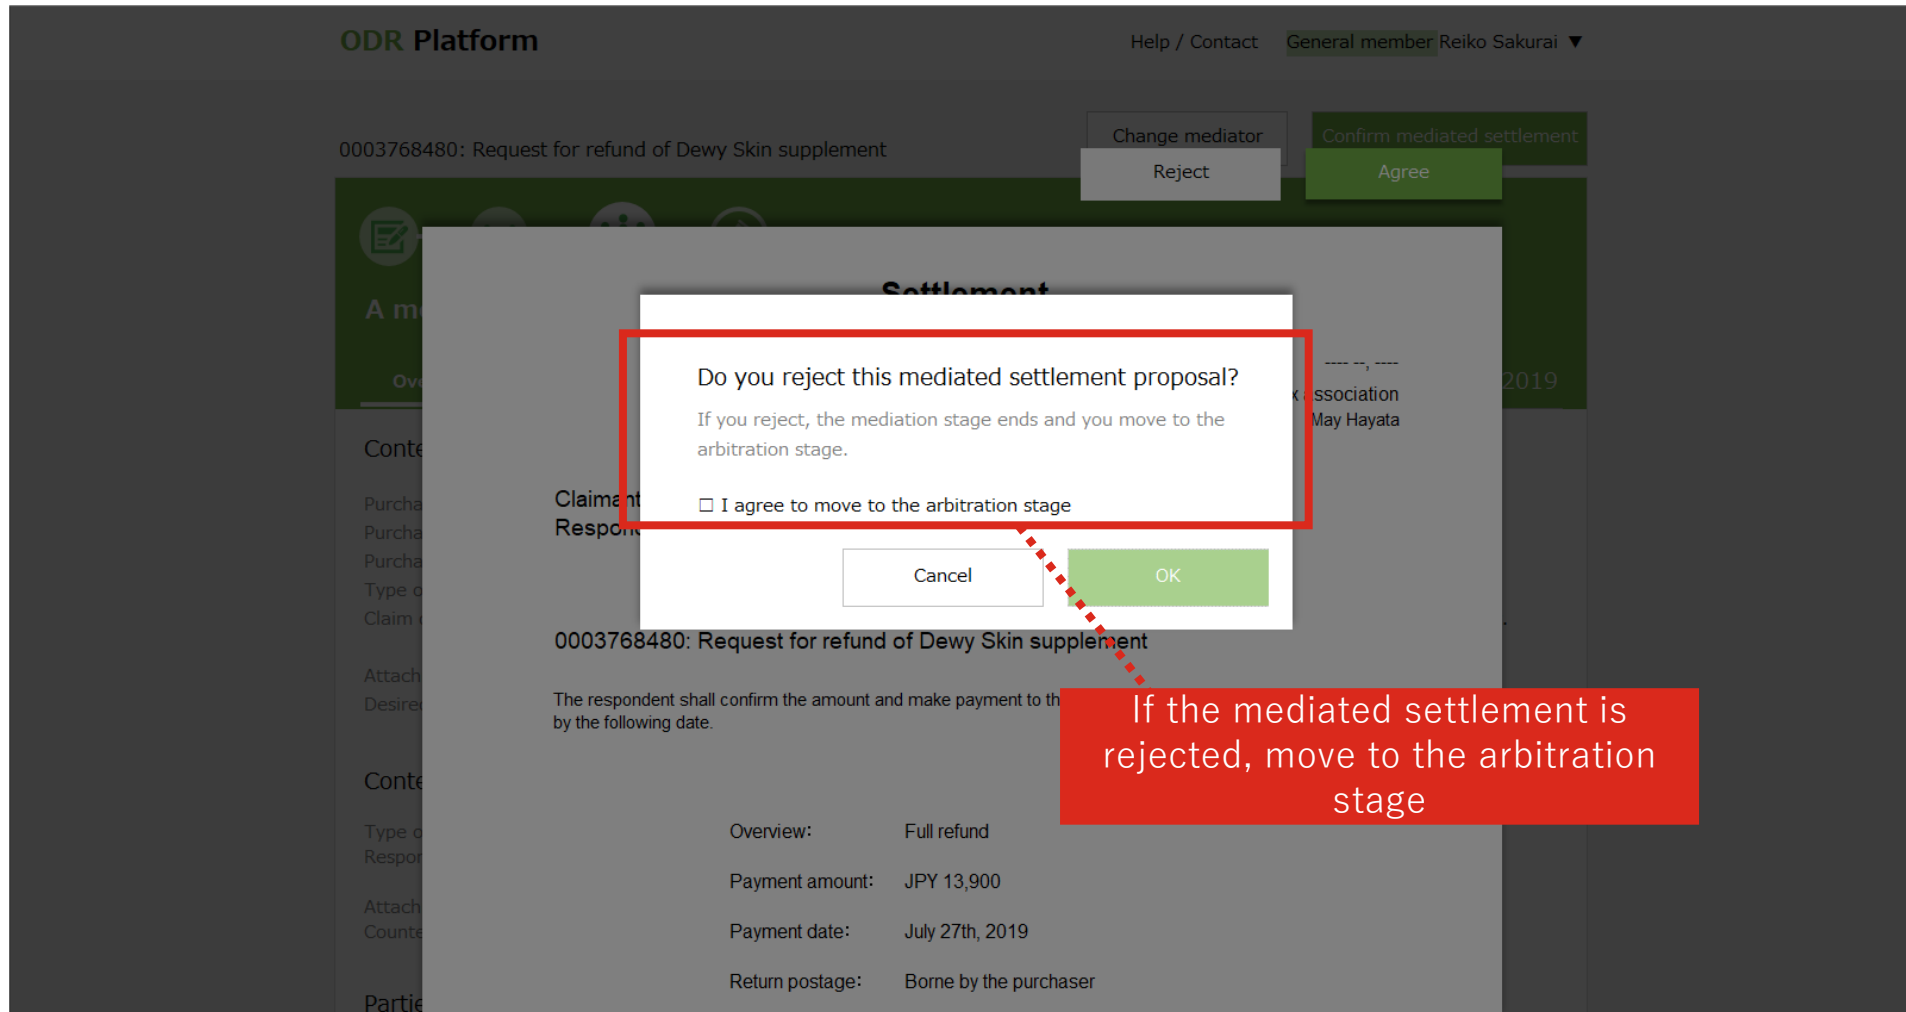 ODR Platform
Help / Contact General member Reiko Sakurai ▼
0003768480: Request for refund of Dewy Skin supplement
Change mediator
Confirm mediated settlement
Reject
Agree
Settlement
A
---- --, ----
2019
association
May Hayata
Do you reject this mediated settlement proposal?
If you reject, the mediation stage ends and you move to the
arbitration stage.
☐ I agree to move to the arbitration stage
Cancel
OK
Claimant
0003768480: Request for refund of Dewy Skin supplement
The respondent shall confirm the amount and make payment to
by the following date.
If the mediated settlement is
rejected, move to the arbitration
stage
Overview: Full refund
Payment amount: JPY 13,900
Payment date: July 27th, 2019
Return postage: Borne by the purchaser
Type
Claim